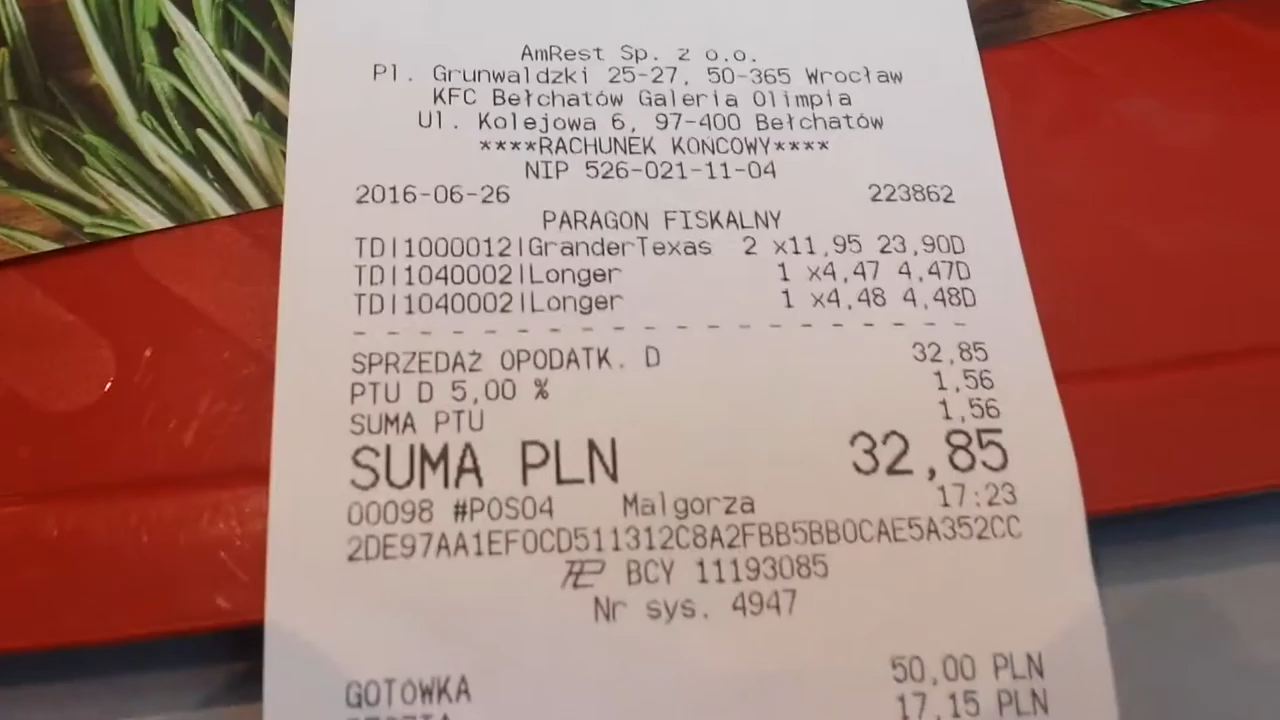 AmRest Sp. z o.o.
Pl. Grunwaldzki 25-27, 50-365 Wrocław
KFC Bełchatów Galeria Olimpia
Ul. Kolejowa 6, 97-400 Bełchatów
****RACHUNEK KOŃCOWY****
NIP 526-021-11-04
2016-06-26 223862
PARAGON FISKALNY
TD|1000012|GranderTexas 2 x11,95 23,90D
TD|1040002|Longer 1 x4,47 4,47D
TD|1040002|Longer 1 x4,48 4,48D
- - - - - - - - - - - - - - - - - - - -
SPRZEDAŻ OPODATK. D 32,85
PTU D 5,00 % 1,56
SUMA PTU 1,56
SUMA PLN 32,85
00098 #POS04 Malgorza 17:23
2DE97AA1EF0CD511312C8A2FBB5BB0CAE5A352CC
BCY 11193085
Nr sys. 4947
GOTÓWKA 50,00 PLN
17,15 PLN